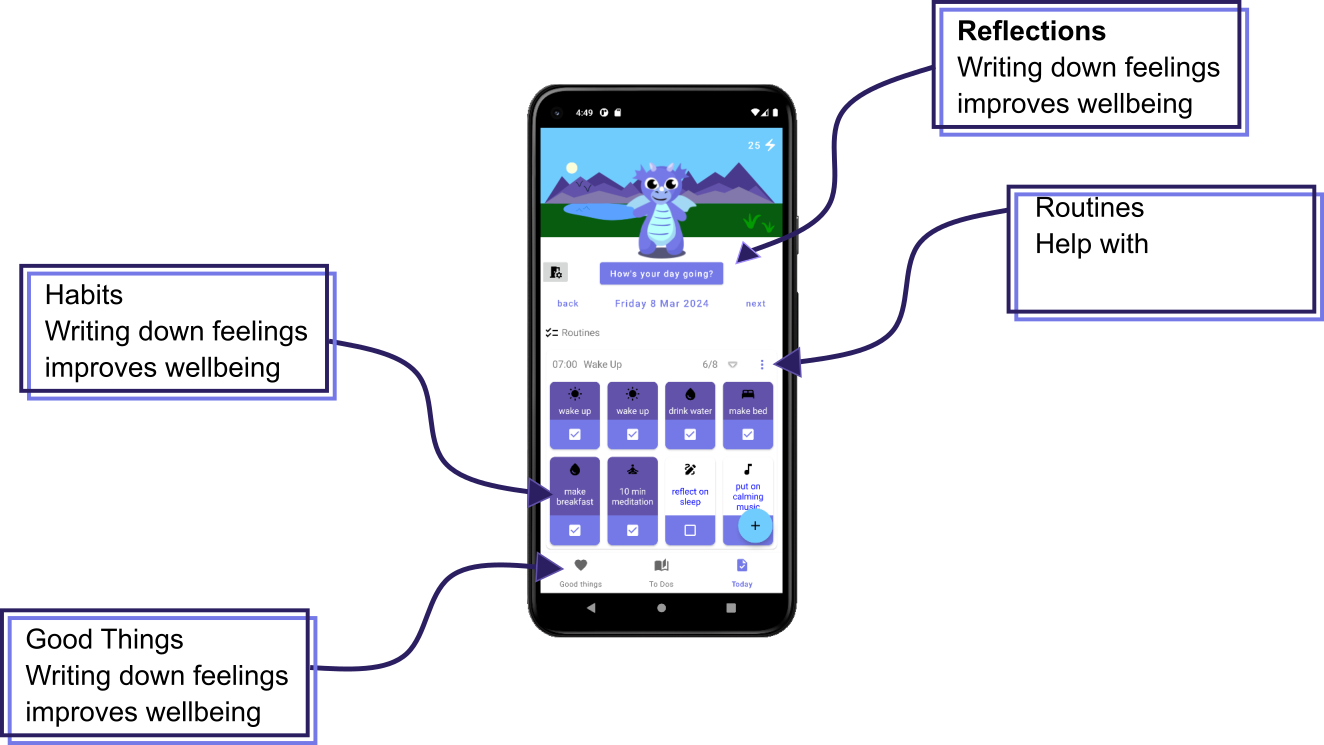 Reflections
Writing down feelings
improves wellbeing
Routines
Help with
Habits
Writing down feelings
improves wellbeing
Good Things
Writing down feelings
improves wellbeing
4:49
25
How's your day going?
back Friday 8 Mar 2024 next
Routines
07:00 Wake Up 6/8
wake up wake up drink water make bed
make
breakfast
10 min
meditation
reflect on
sleep
put on
calming
music
+
Good things To Dos Today